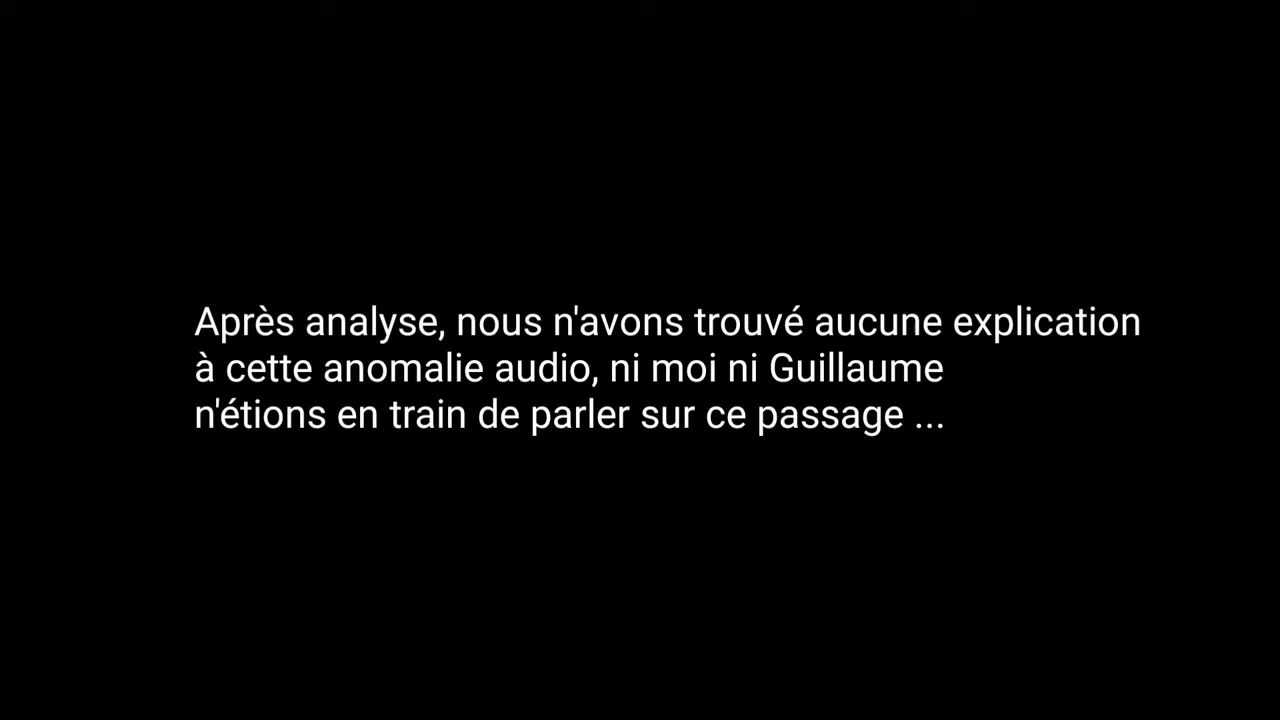 Après analyse, nous n'avons trouvé aucune explication
à cette anomalie audio, ni moi ni Guillaume
n'étions en train de parler sur ce passage ...